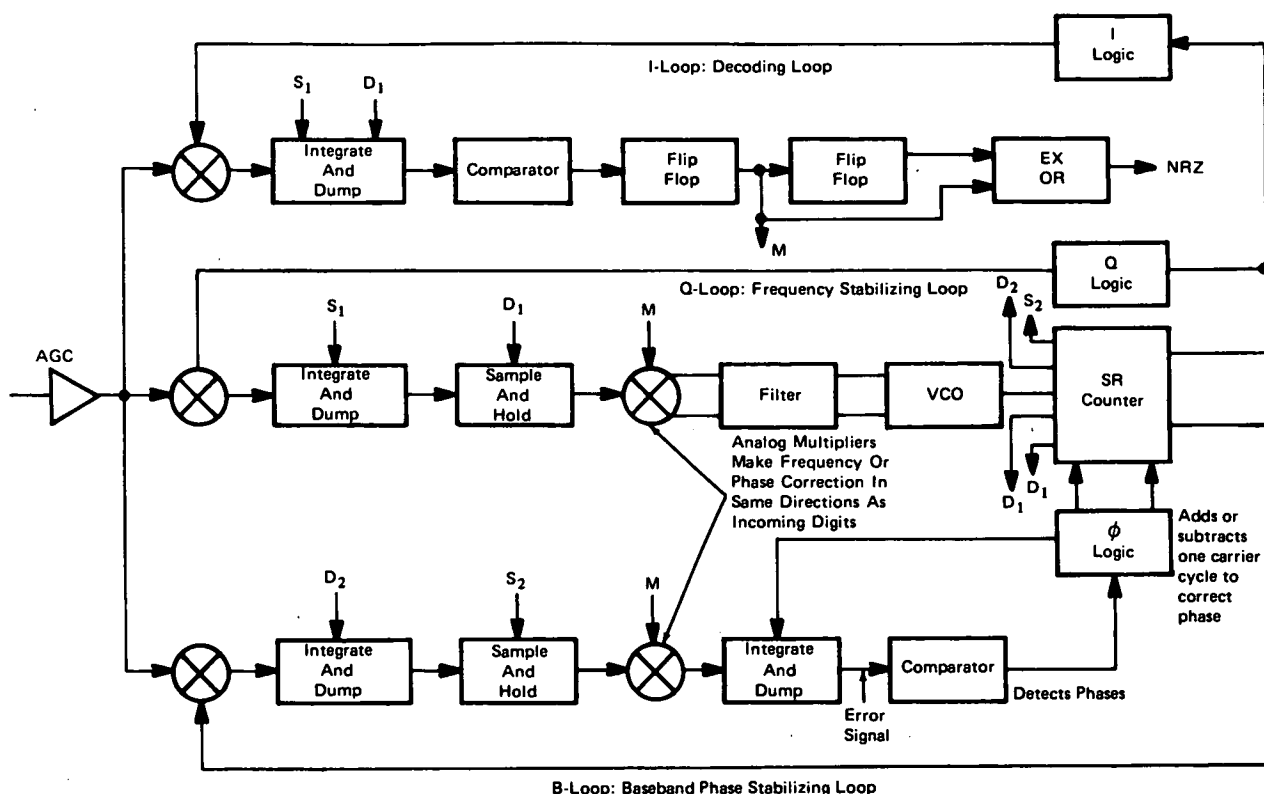 I
Logic
I-Loop: Decoding Loop
S1
D1
Integrate
And
Dump
Comparator
Flip
Flop
Flip
Flop
EX
OR
NRZ
M
Q
Logic
Q-Loop: Frequency Stabilizing Loop
D2
S2
S1
D1
M
AGC
Integrate
And
Dump
Sample
And
Hold
Filter
VCO
SR
Counter
Analog Multipliers
Make Frequency Or
Phase Correction In
Same Directions As
Incoming Digits
D1
D1
ϕ
Logic
Adds or
subtracts
one carrier
cycle to
correct
phase
D2
S2
M
Integrate
And
Dump
Sample
And
Hold
Integrate
And
Dump
Comparator
Detects Phases
Error
Signal
B-Loop: Baseband Phase Stabilizing Loop